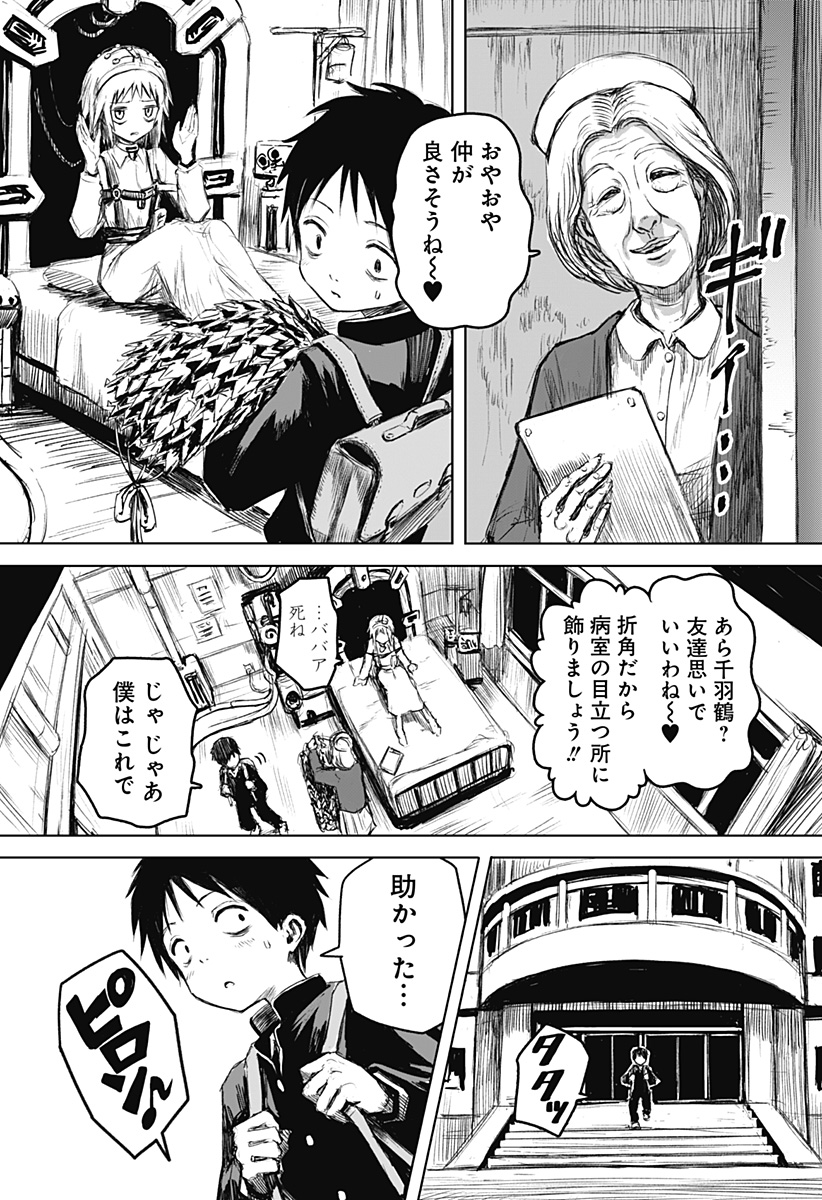 ギィ…‥
おやおや
仲が
良さそうね～♥
あら千羽鶴？
友達思いで
いいわね～♥
折角だから
病室の目立つ所に
飾りましょう!!
…ババア
死ね
じゃ じゃあ
僕はこれで
タタッ
助かった…
ピロン♪